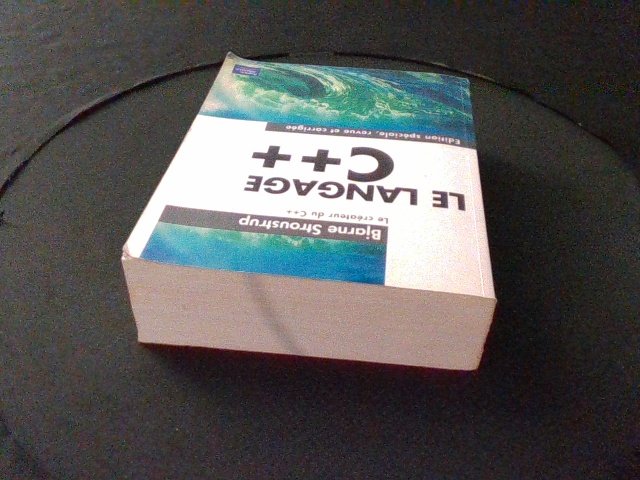 Bjarne Stroustrup
Le créateur du C++
LE LANGAGE
C++
Édition spéciale, revue et corrigée